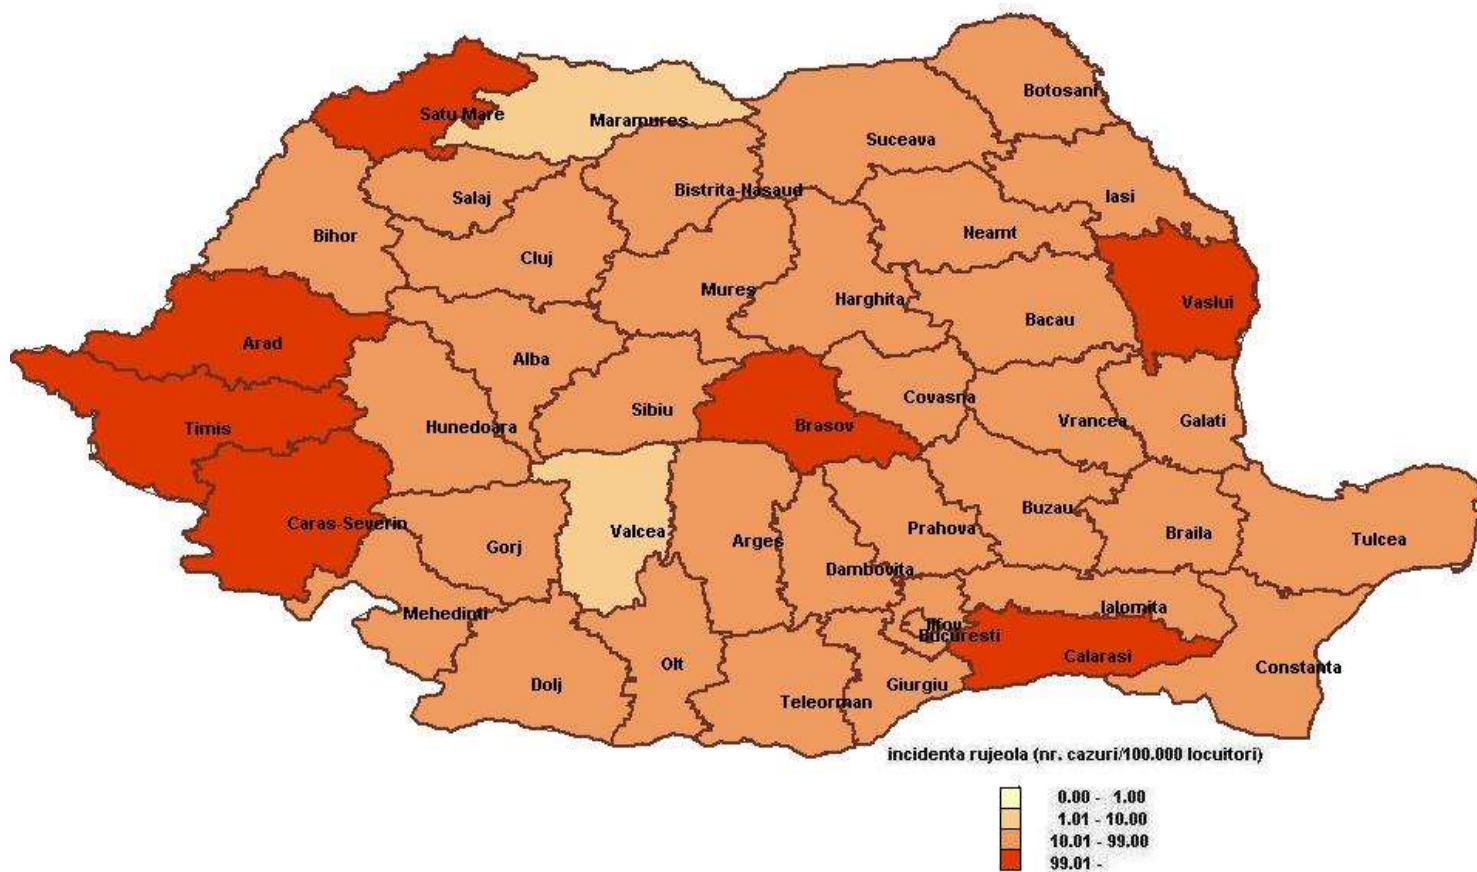 Botosani
Satu Mare
Maramures
Suceava
Bistrita-Nasaud
Salaj
Iasi
Bihor
Neamt
Cluj
Mures
Harghita
Vaslui
Bacau
Arad
Alba
Covasna
Sibiu
Brasov
Vrancea
Galati
Timis
Hunedoara
Caras-Severin
Valcea
Buzau
Prahova
Braila
Tulcea
Gorj
Arges
Dambovita
Mehedinti
Ialomita
Ilfov
Bucuresti
Calarasi
Olt
Constanta
Dolj
Giurgiu
Teleorman
incidenta rujeola (nr. cazuri/100.000 locuitori)
0.00 - 1.00
1.01 - 10.00
10.01 - 99.00
99.01 -